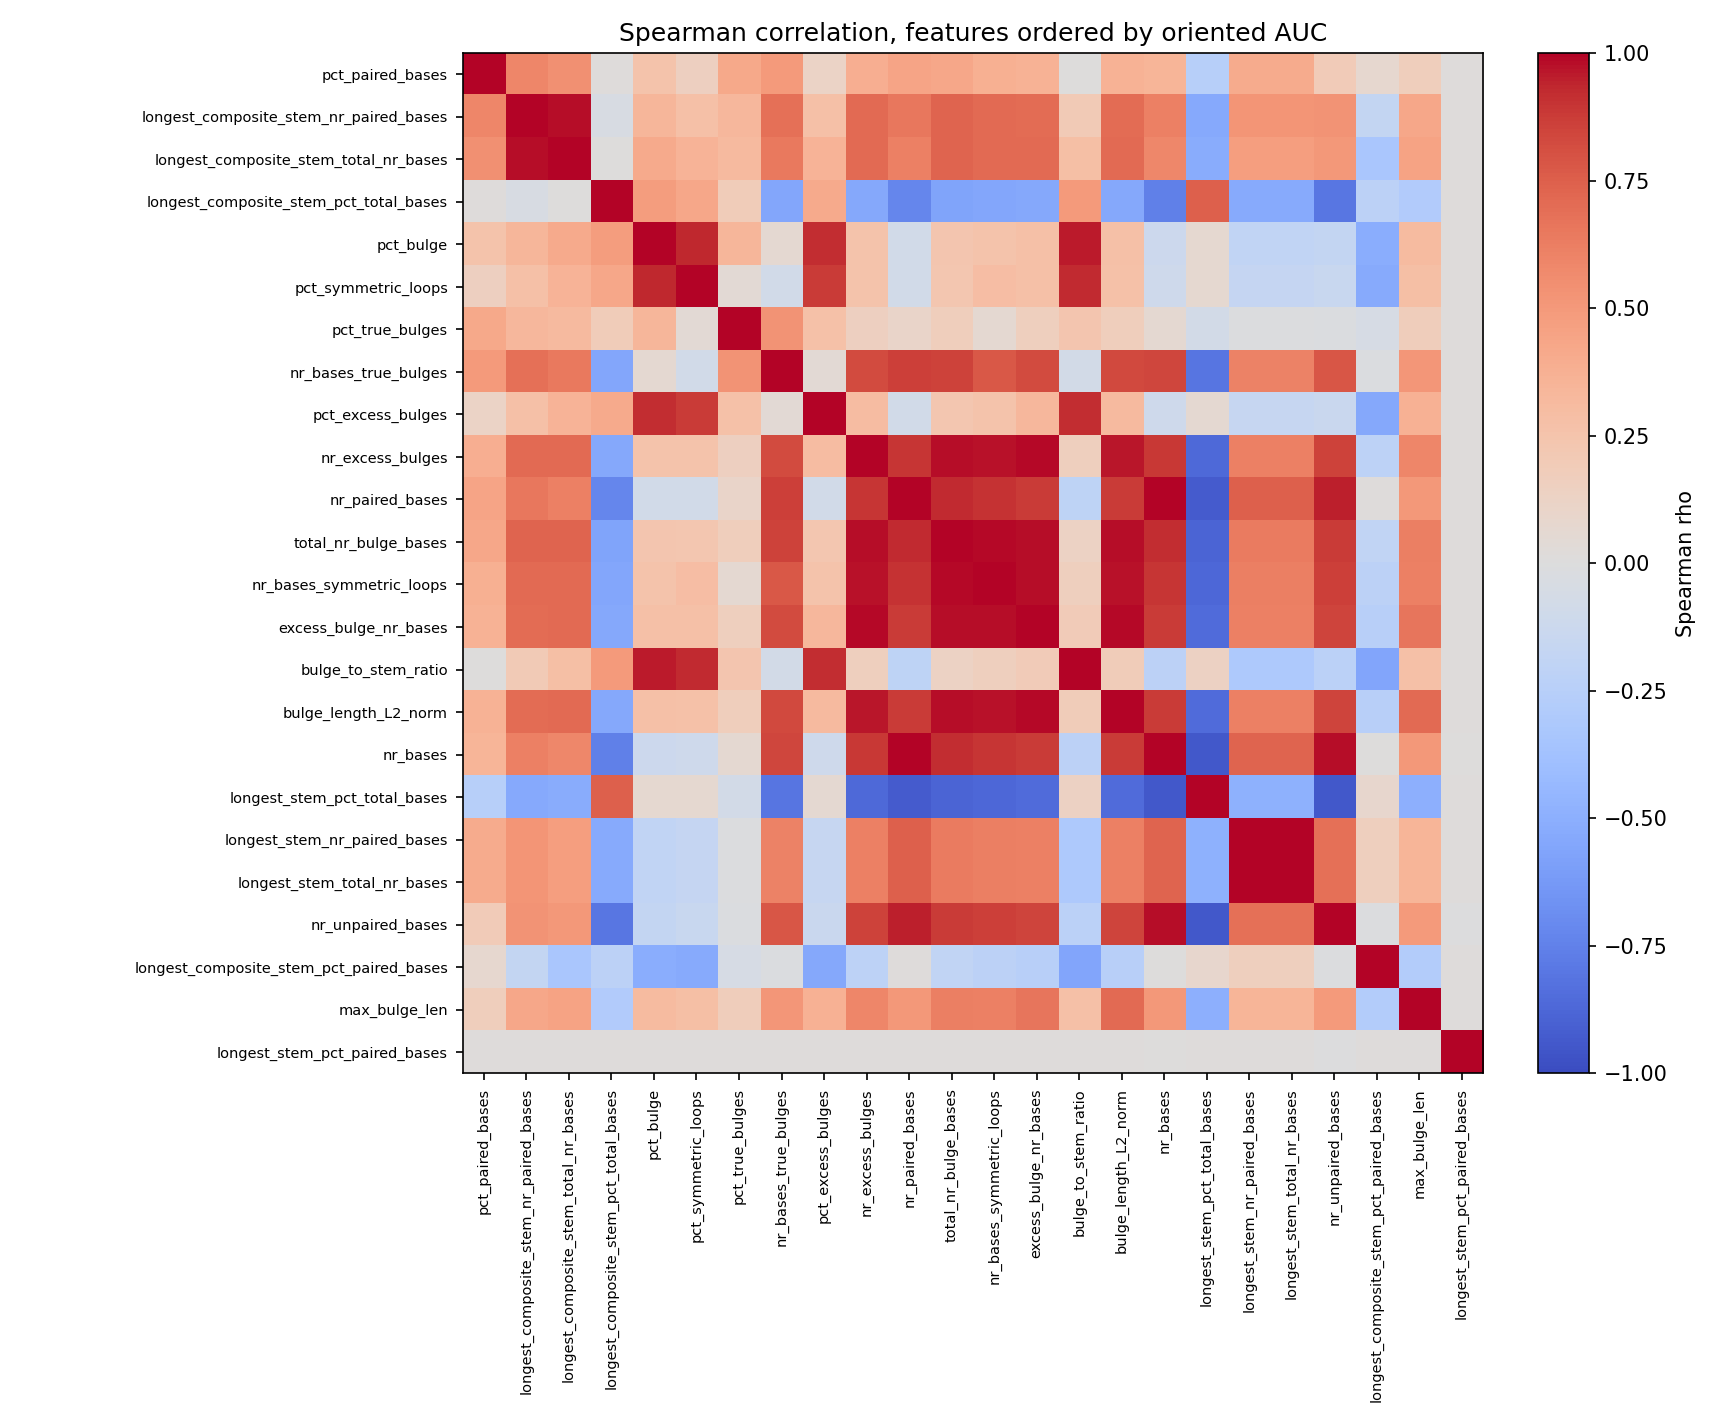 Spearman correlation, features ordered by oriented AUC
pct_paired_bases
longest_composite_stem_nr_paired_bases
longest_composite_stem_total_nr_bases
longest_composite_stem_pct_total_bases
pct_bulge
pct_symmetric_loops
pct_true_bulges
nr_bases_true_bulges
pct_excess_bulges
nr_excess_bulges
nr_paired_bases
total_nr_bulge_bases
nr_bases_symmetric_loops
excess_bulge_nr_bases
bulge_to_stem_ratio
bulge_length_L2_norm
nr_bases
longest_stem_pct_total_bases
longest_stem_nr_paired_bases
longest_stem_total_nr_bases
nr_unpaired_bases
longest_composite_stem_pct_paired_bases
max_bulge_len
longest_stem_pct_paired_bases
pct_paired_bases
longest_composite_stem_nr_paired_bases
longest_composite_stem_total_nr_bases
longest_composite_stem_pct_total_bases
pct_bulge
pct_symmetric_loops
pct_true_bulges
nr_bases_true_bulges
pct_excess_bulges
nr_excess_bulges
nr_paired_bases
total_nr_bulge_bases
nr_bases_symmetric_loops
excess_bulge_nr_bases
bulge_to_stem_ratio
bulge_length_L2_norm
nr_bases
longest_stem_pct_total_bases
longest_stem_nr_paired_bases
longest_stem_total_nr_bases
nr_unpaired_bases
longest_composite_stem_pct_paired_bases
max_bulge_len
longest_stem_pct_paired_bases
1.00
0.75
0.50
0.25
0.00
−0.25
−0.50
−0.75
−1.00
Spearman rho